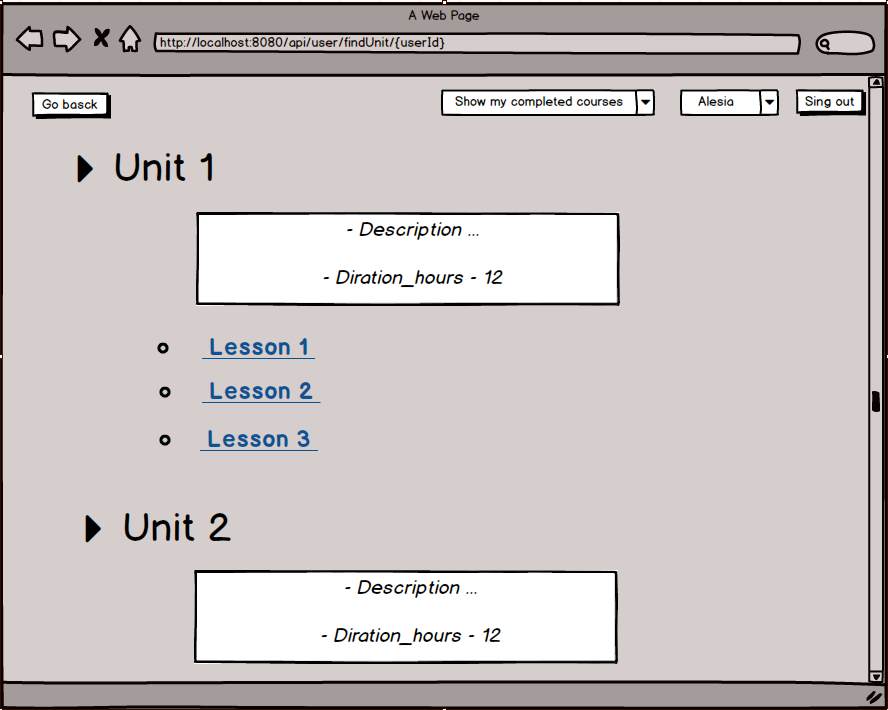 A Web Page
http://localhost:8080/api/user/findUnit/{userId}
Go basck
Show my completed courses
Alesia
Sing out
Unit 1
- Description ...
- Diration_hours - 12
Lesson 1
Lesson 2
Lesson 3
Unit 2
- Description ...
- Diration_hours - 12